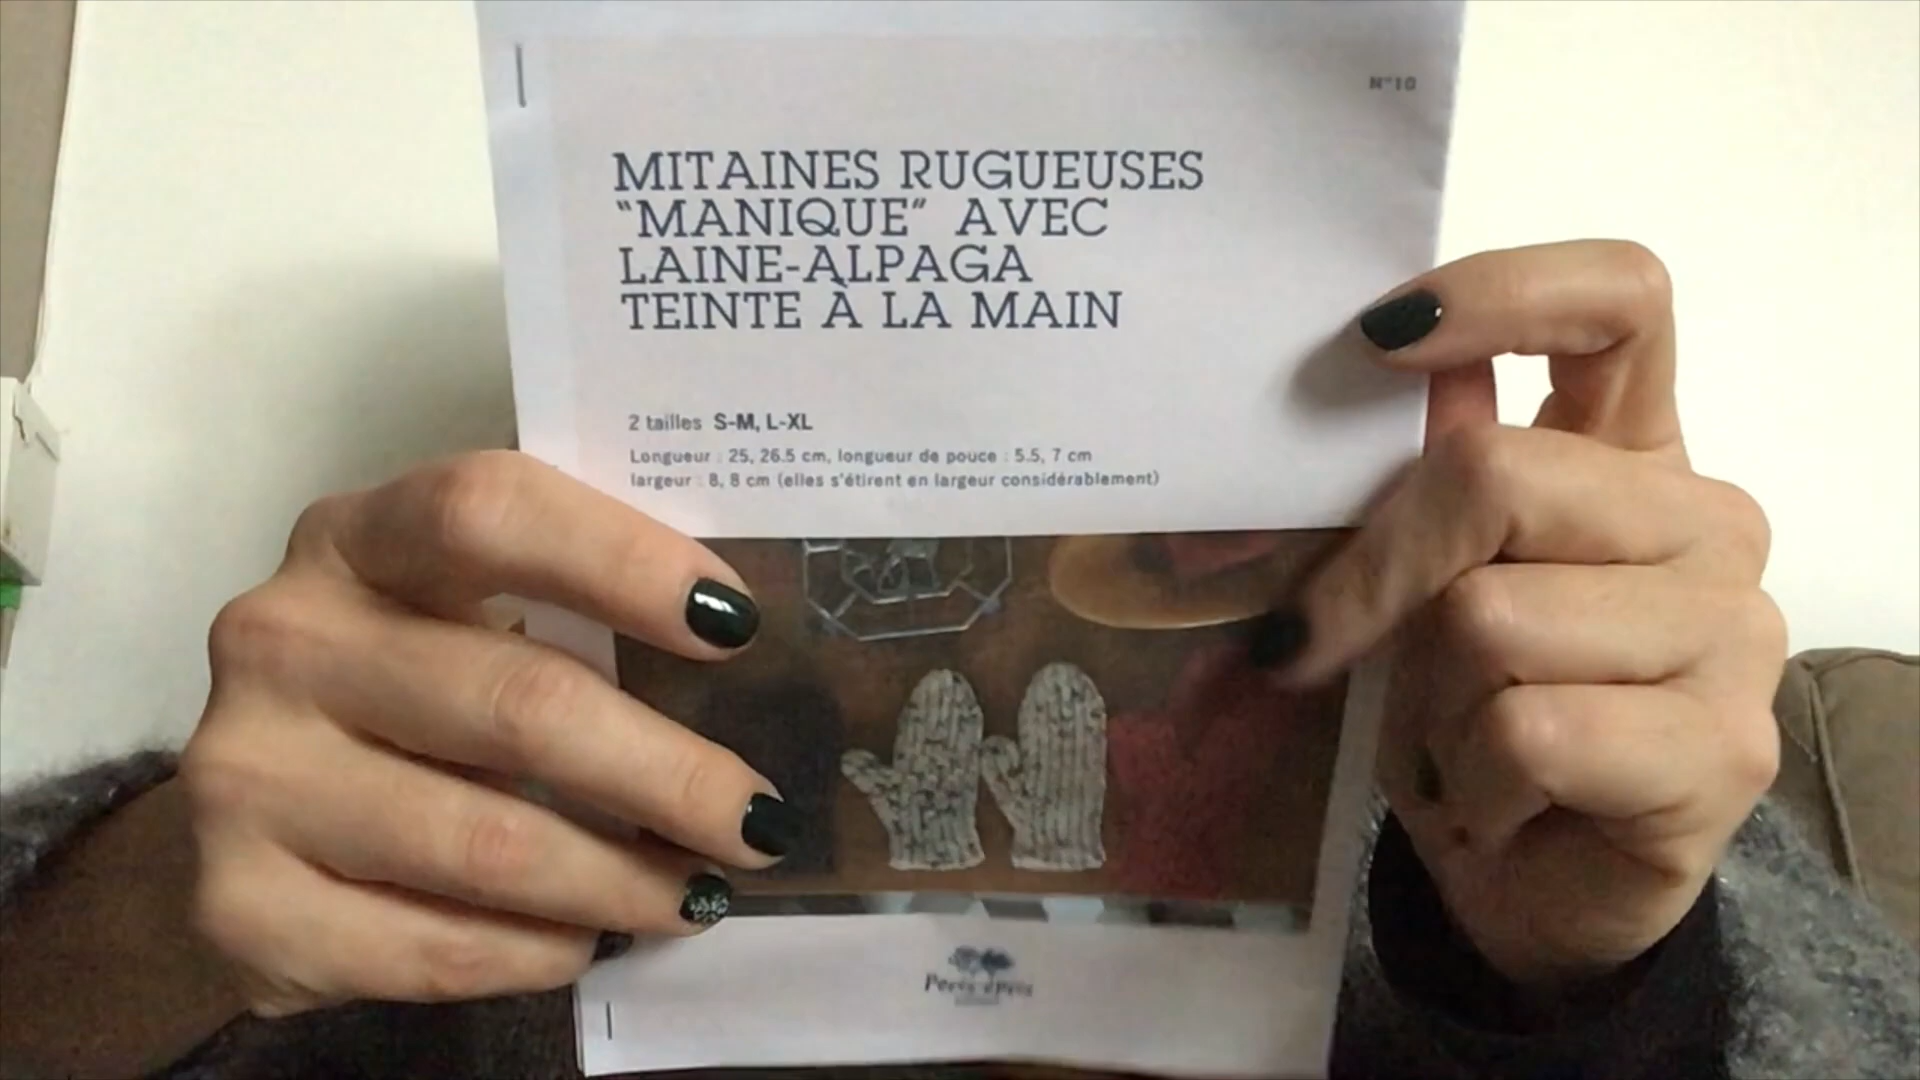 N°10
MITAINES RUGUEUSES
"MANIQUE" AVEC
LAINE-ALPAGA
TEINTE À LA MAIN
2 tailles S-M, L-XL
Longueur : 25, 26.5 cm, longueur de pouce : 5.5, 7 cm
largeur : 8, 8 cm (elles s'étirent en largeur considérablement)